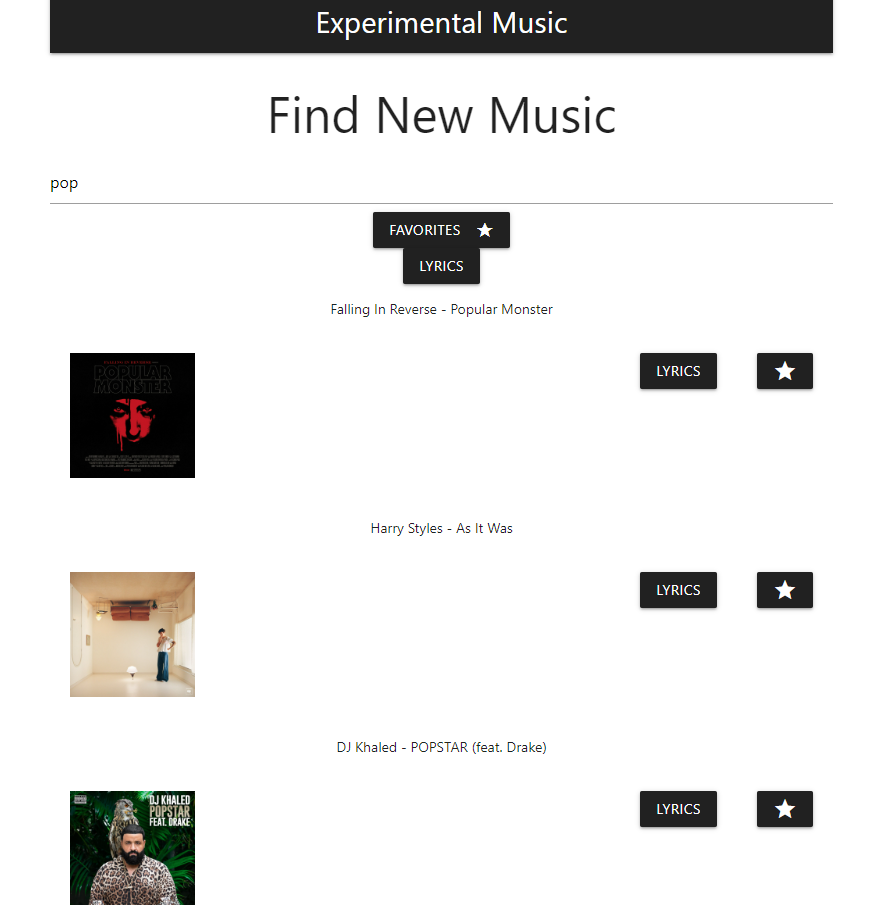 Experimental Music
Find New Music
pop
FAVORITES
LYRICS
Falling In Reverse - Popular Monster
POPULAR
MONSTER
LYRICS
Harry Styles - As It Was
LYRICS
DJ Khaled - POPSTAR (feat. Drake)
DJ KHALED
POPSTAR
FEAT. DRAKE
LYRICS